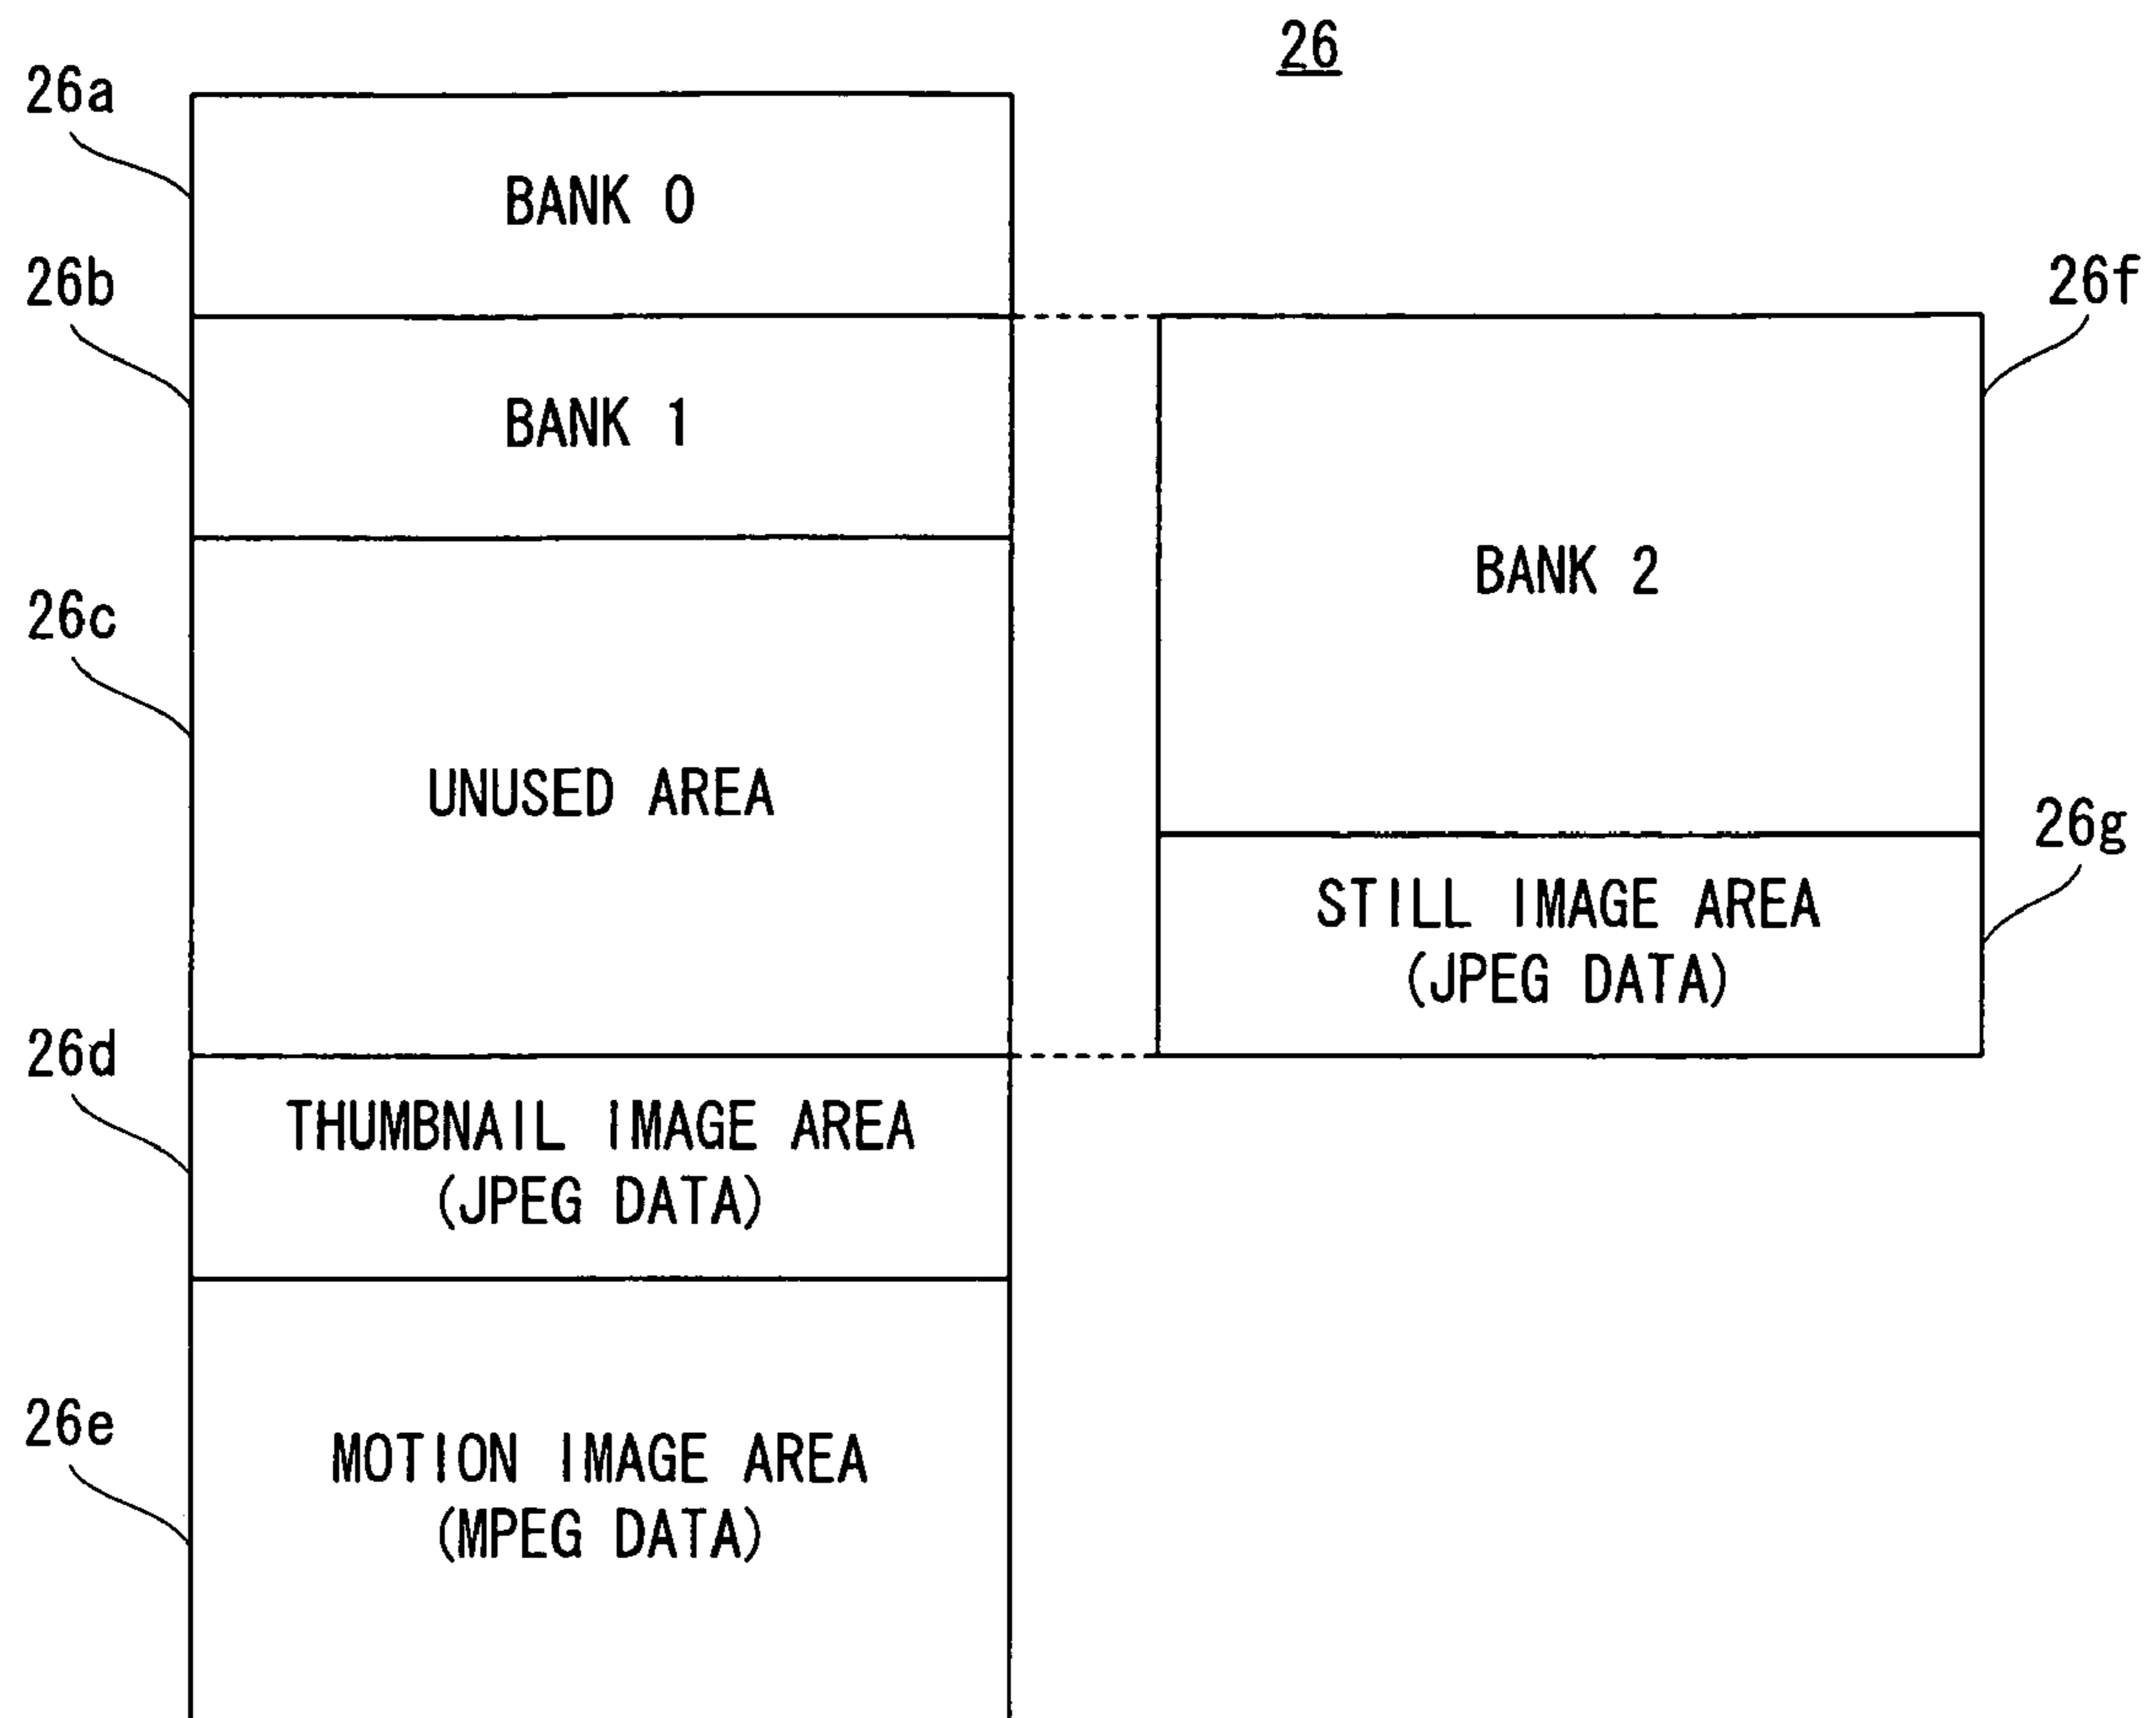 26
26a
BANK 0
26b
BANK 1
26c
UNUSED AREA
26d
THUMBNAIL IMAGE AREA
(JPEG DATA)
26e
MOTION IMAGE AREA
(MPEG DATA)
26f
BANK 2
26g
STILL IMAGE AREA
(JPEG DATA)